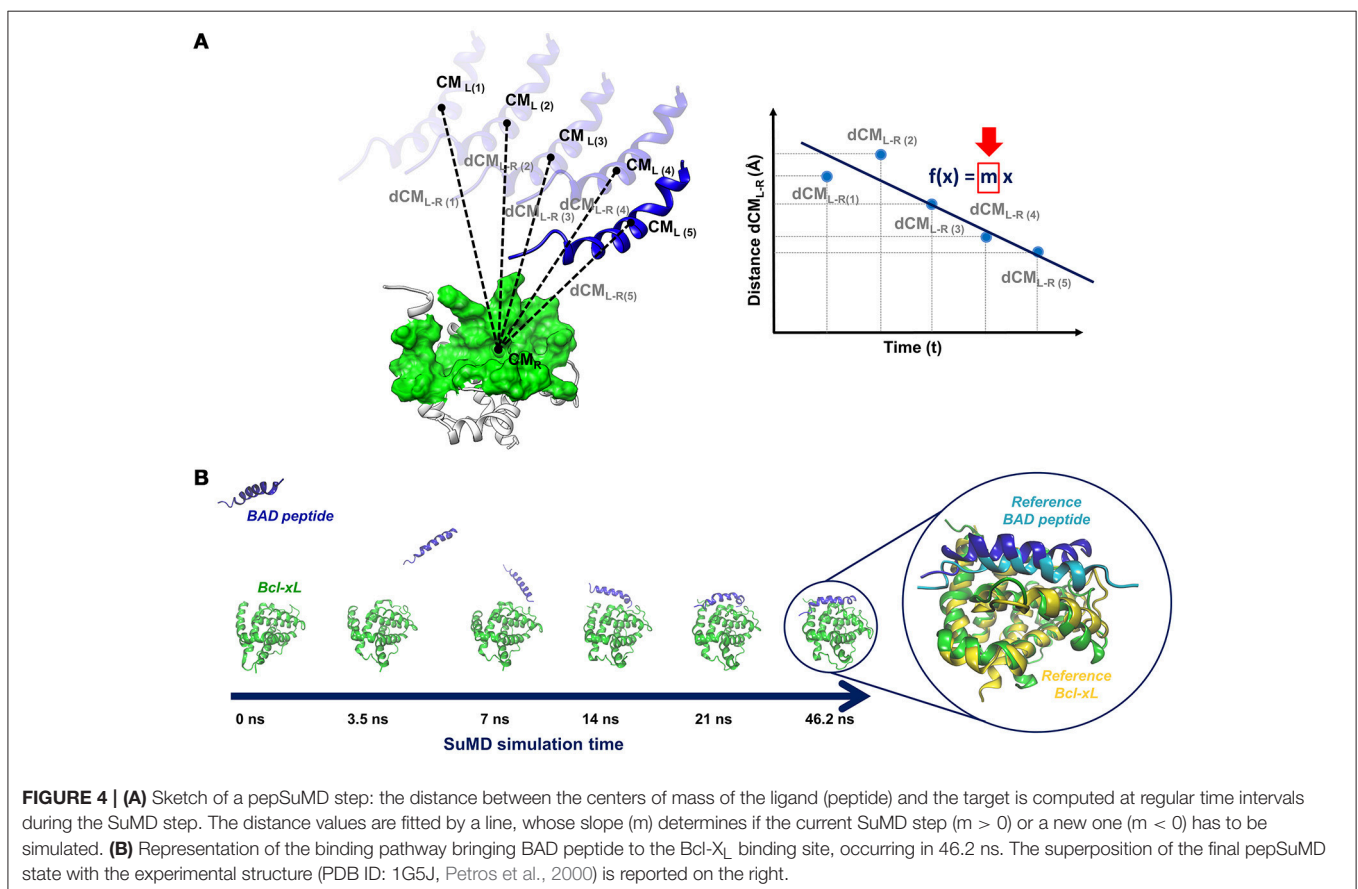 A
CM L(1)
CM L (2)
CM L(3)
CM L (4)
CM L (5)
dCM L-R (1)
dCM L-R (2)
dCM L-R (3)
dCM L-R (4)
dCM L-R(5)
CM R
Distance dCM L-R (Å)
dCM L-R (2)
dCM L-R(1)
f(x) = m x
dCM L-R (4)
dCM L-R (3)
dCM L-R (5)
Time (t)
B
BAD peptide
Bcl-xL
0 ns 3.5 ns 7 ns 14 ns 21 ns 46.2 ns
SuMD simulation time
Reference
BAD peptide
Reference
Bcl-xL
FIGURE 4 | (A) Sketch of a pepSuMD step: the distance between the centers of mass of the ligand (peptide) and the target is computed at regular time intervals
during the SuMD step. The distance values are fitted by a line, whose slope (m) determines if the current SuMD step (m > 0) or a new one (m < 0) has to be
simulated. (B) Representation of the binding pathway bringing BAD peptide to the Bcl-XL binding site, occurring in 46.2 ns. The superposition of the final pepSuMD
state with the experimental structure (PDB ID: 1G5J, Petros et al., 2000) is reported on the right.